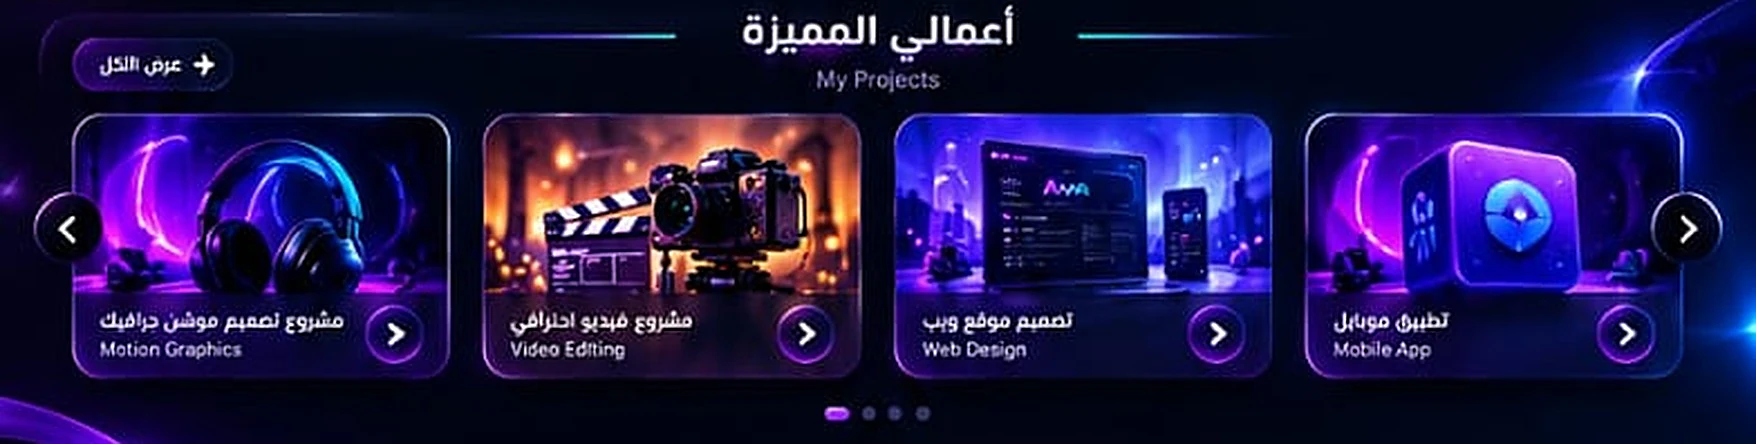 أعمالي المميزة
My Projects
عرض الكل
مشروع تصميم موشن جرافيك
Motion Graphics
مشروع فيديو احترافي
Video Editing
تصميم موقع ويب
Web Design
تطبيق موبايل
Mobile App